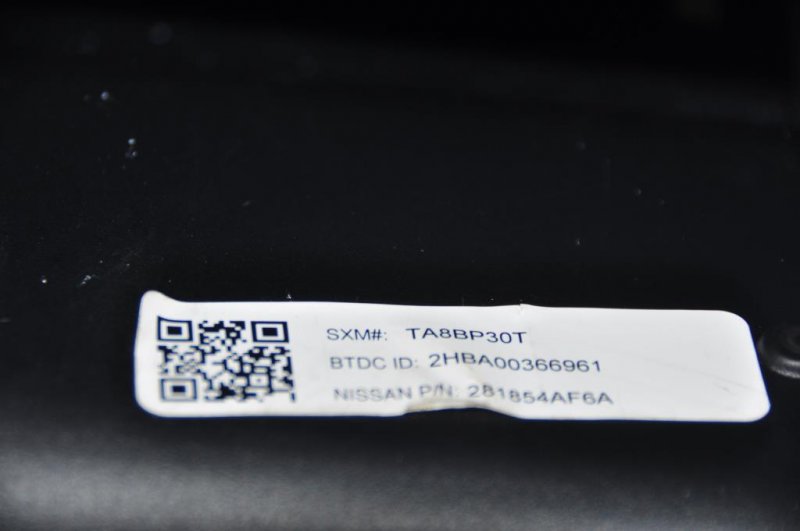 SXM#: TA8BP30T
BTDC ID: 2HBA00366961
NISSAN P/N: 281854AF6A